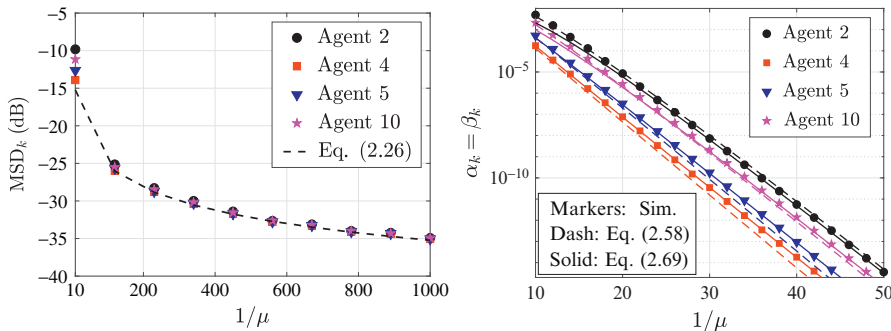 MSD_k (dB)
−5
−10
−15
−20
−25
−30
−35
−40
10 200 400 600 800 1000
1/μ
Agent 2
Agent 4
Agent 5
Agent 10
Eq. (2.26)
α_k = β_k
10^−5
10^−10
10 20 30 40 50
1/μ
Agent 2
Agent 4
Agent 5
Agent 10
Markers: Sim.
Dash: Eq. (2.58)
Solid: Eq. (2.69)